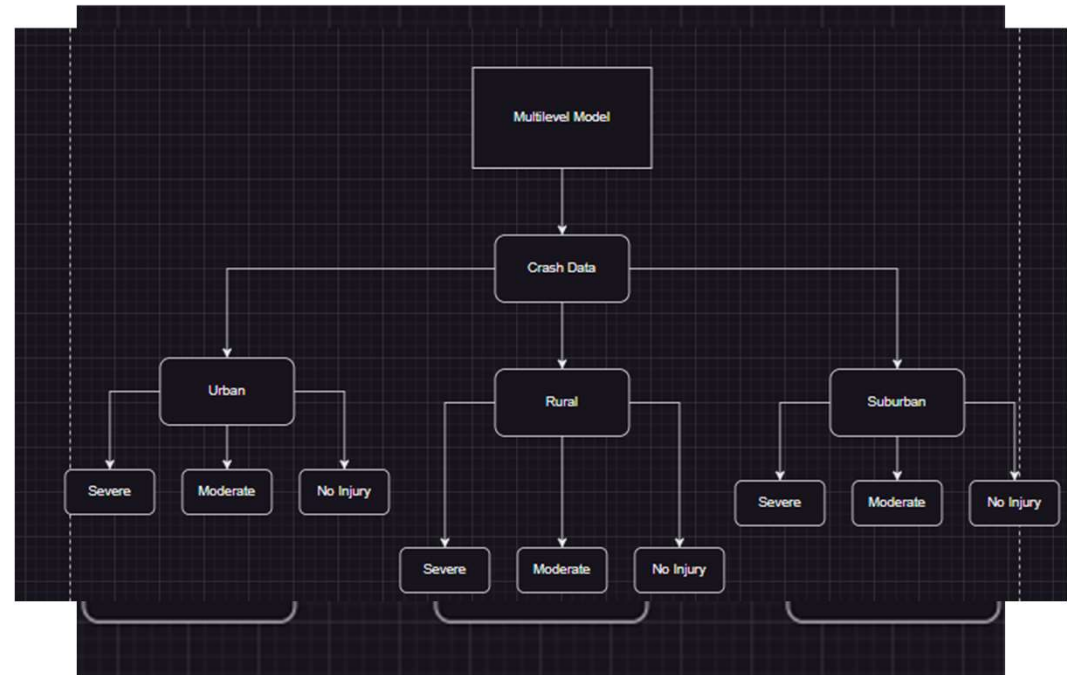 Multilevel Model
Crash Data
Urban
Rural
Suburban
Severe
Moderate
No Injury
Severe
Moderate
No Injury
Severe
Moderate
No Injury